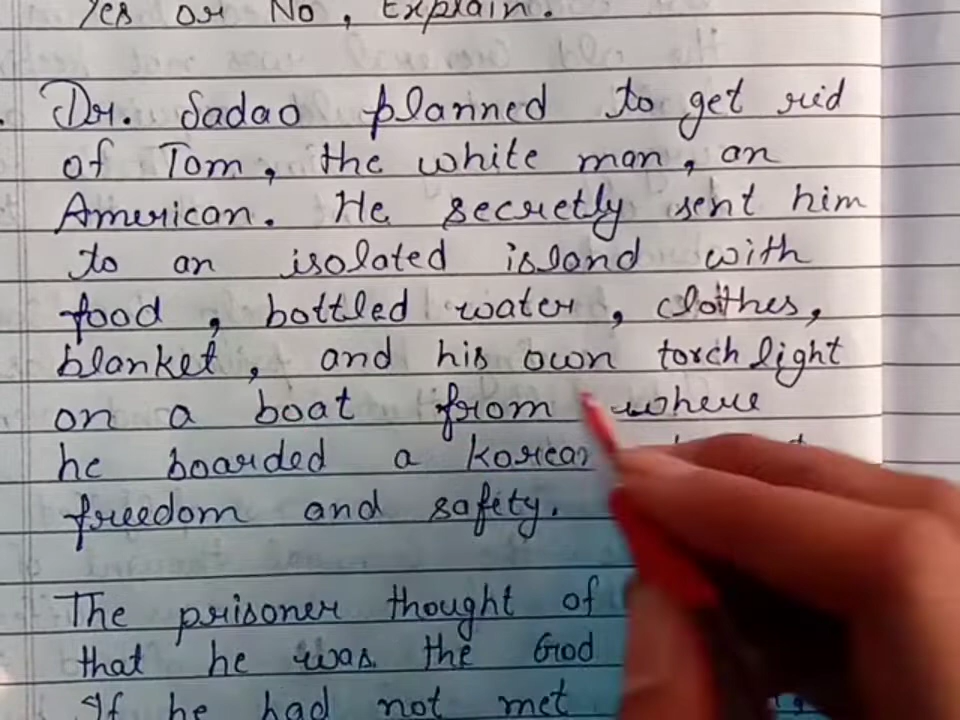 Yes or No, Explain.
Dr. Sadao planned to get rid
of Tom, the white man, an
American. He secretly sent him
to an isolated island with
food, bottled water, clothes,
blanket, and his own torch light
on a boat from where
he boarded a Korean
freedom and safety.
The prisoner thought of
that he was the God
If he had not met